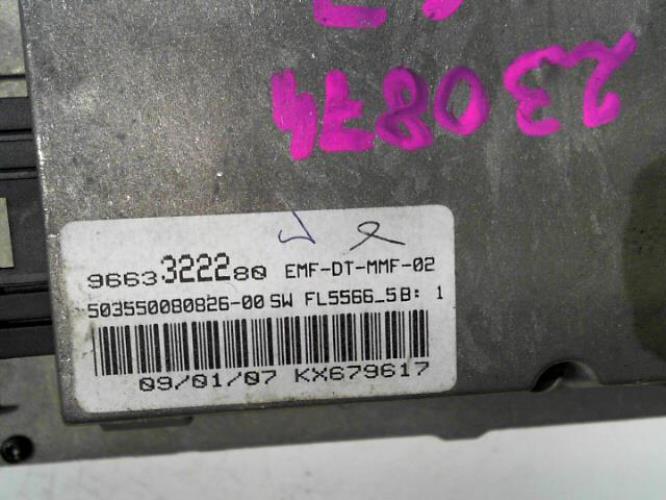 230874
9663322280 EMF-DT-MMF-02
503550080826-00 SW FL5566_5B: 1
09/01/07 KX679617